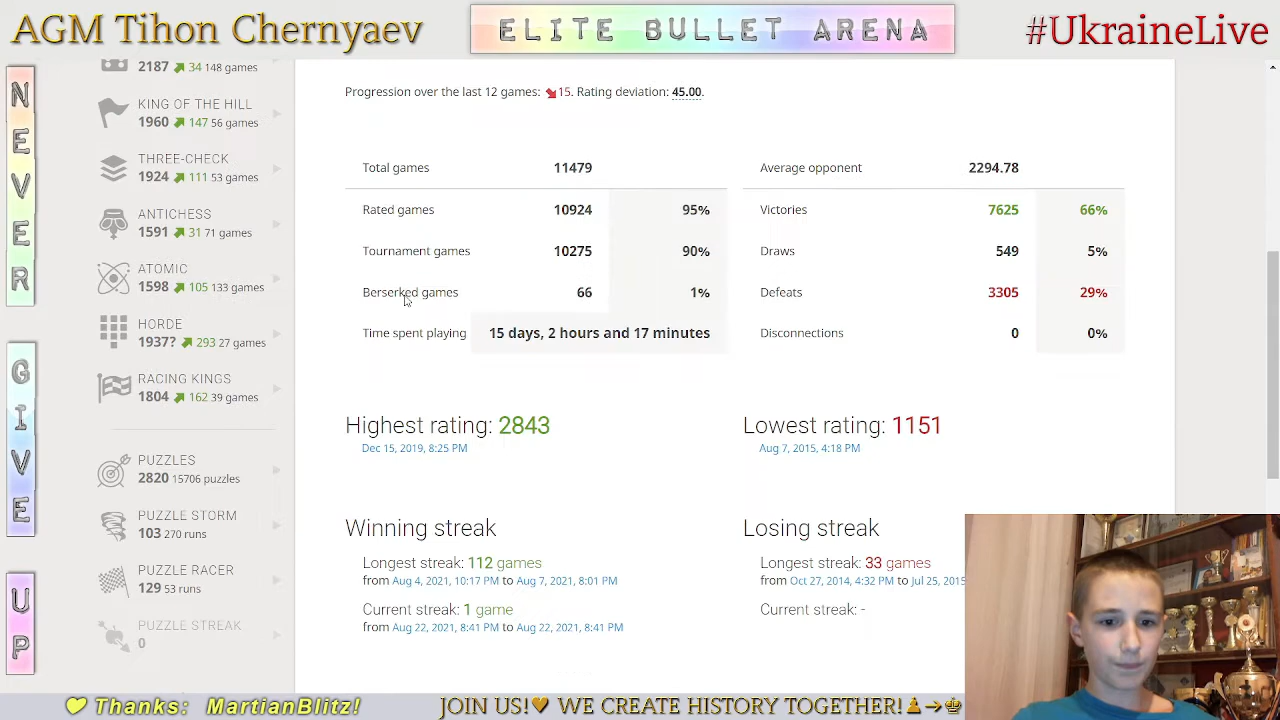 AGM Tihon Chernyaev
ELITE BULLET ARENA
#UkraineLive
NEVER
GIVE
UP
2187 34 148 games
KING OF THE HILL
1960 147 56 games
THREE-CHECK
1924 111 53 games
ANTICHESS
1591 31 71 games
ATOMIC
1598 105 133 games
HORDE
1937? 293 27 games
RACING KINGS
1804 162 39 games
PUZZLES
2820 15706 puzzles
PUZZLE STORM
103 270 runs
PUZZLE RACER
129 53 runs
PUZZLE STREAK
0
Progression over the last 12 games: 15. Rating deviation: 45.00.
Total games 11479
Rated games 10924 95%
Tournament games 10275 90%
Berserked games 66 1%
Time spent playing 15 days, 2 hours and 17 minutes
Average opponent 2294.78
Victories 7625 66%
Draws 549 5%
Defeats 3305 29%
Disconnections 0 0%
Highest rating: 2843
Dec 15, 2019, 8:25 PM
Lowest rating: 1151
Aug 7, 2015, 4:18 PM
Winning streak
Longest streak: 112 games
from Aug 4, 2021, 10:17 PM to Aug 7, 2021, 8:01 PM
Current streak: 1 game
from Aug 22, 2021, 8:41 PM to Aug 22, 2021, 8:41 PM
Losing streak
Longest streak: 33 games
from Oct 27, 2014, 4:32 PM to Jul 25, 2015
Current streak: -
💛 Thanks: MartianBlitz!
JOIN US!🧡 WE CREATE HISTORY TOGETHER!♟→♚